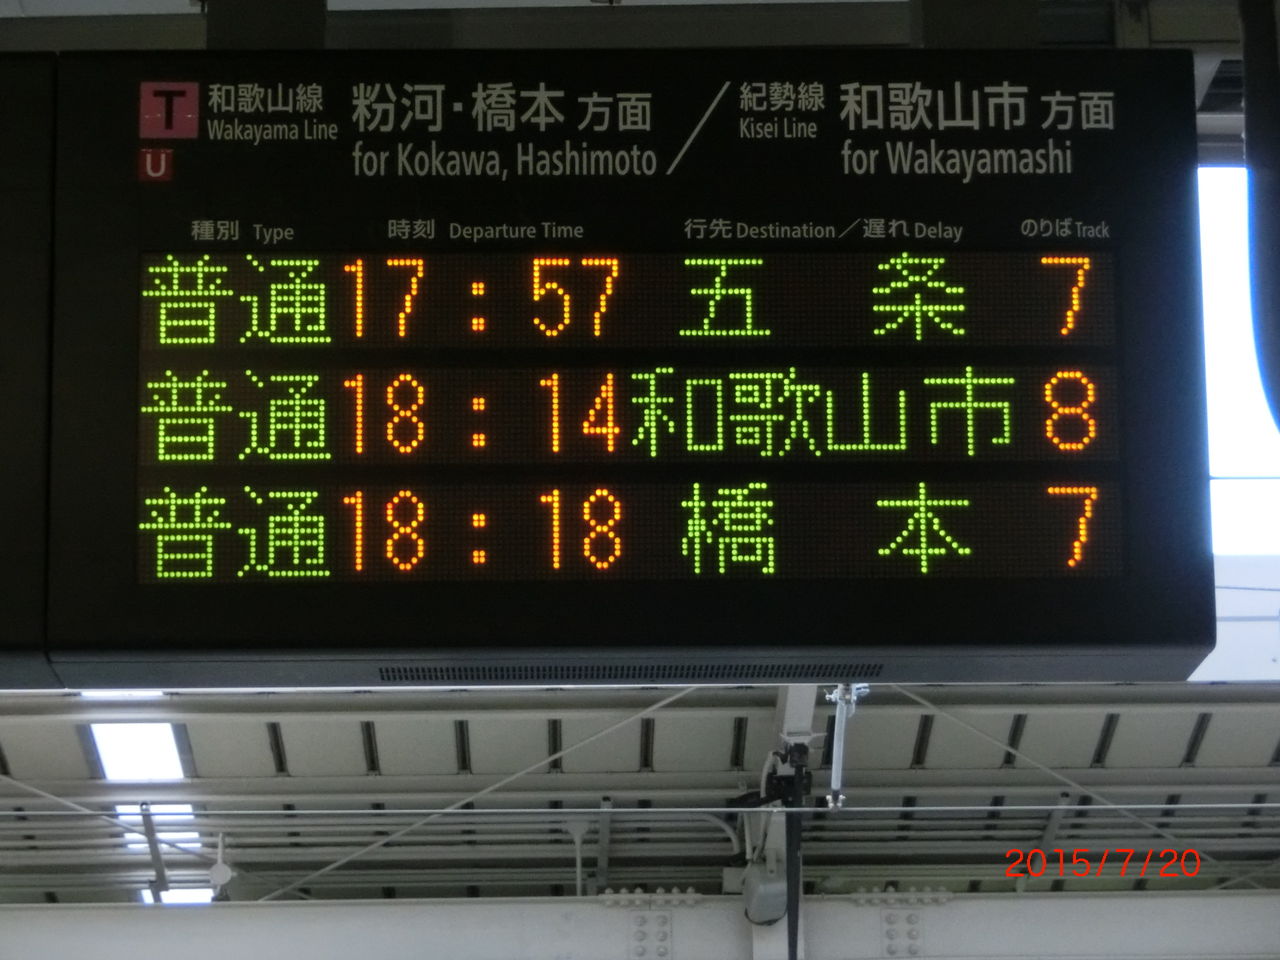 T 和歌山線 粉河・橋本 方面 / 紀勢線 和歌山市 方面
Wakayama Line for Kokawa, Hashimoto Kisei Line for Wakayamashi
U
種別 Type 時刻 Departure Time 行先 Destination／遅れ Delay のりば Track
普通 17:57 五条 7
普通 18:14 和歌山市 8
普通 18:18 橋本 7
2015/7/20